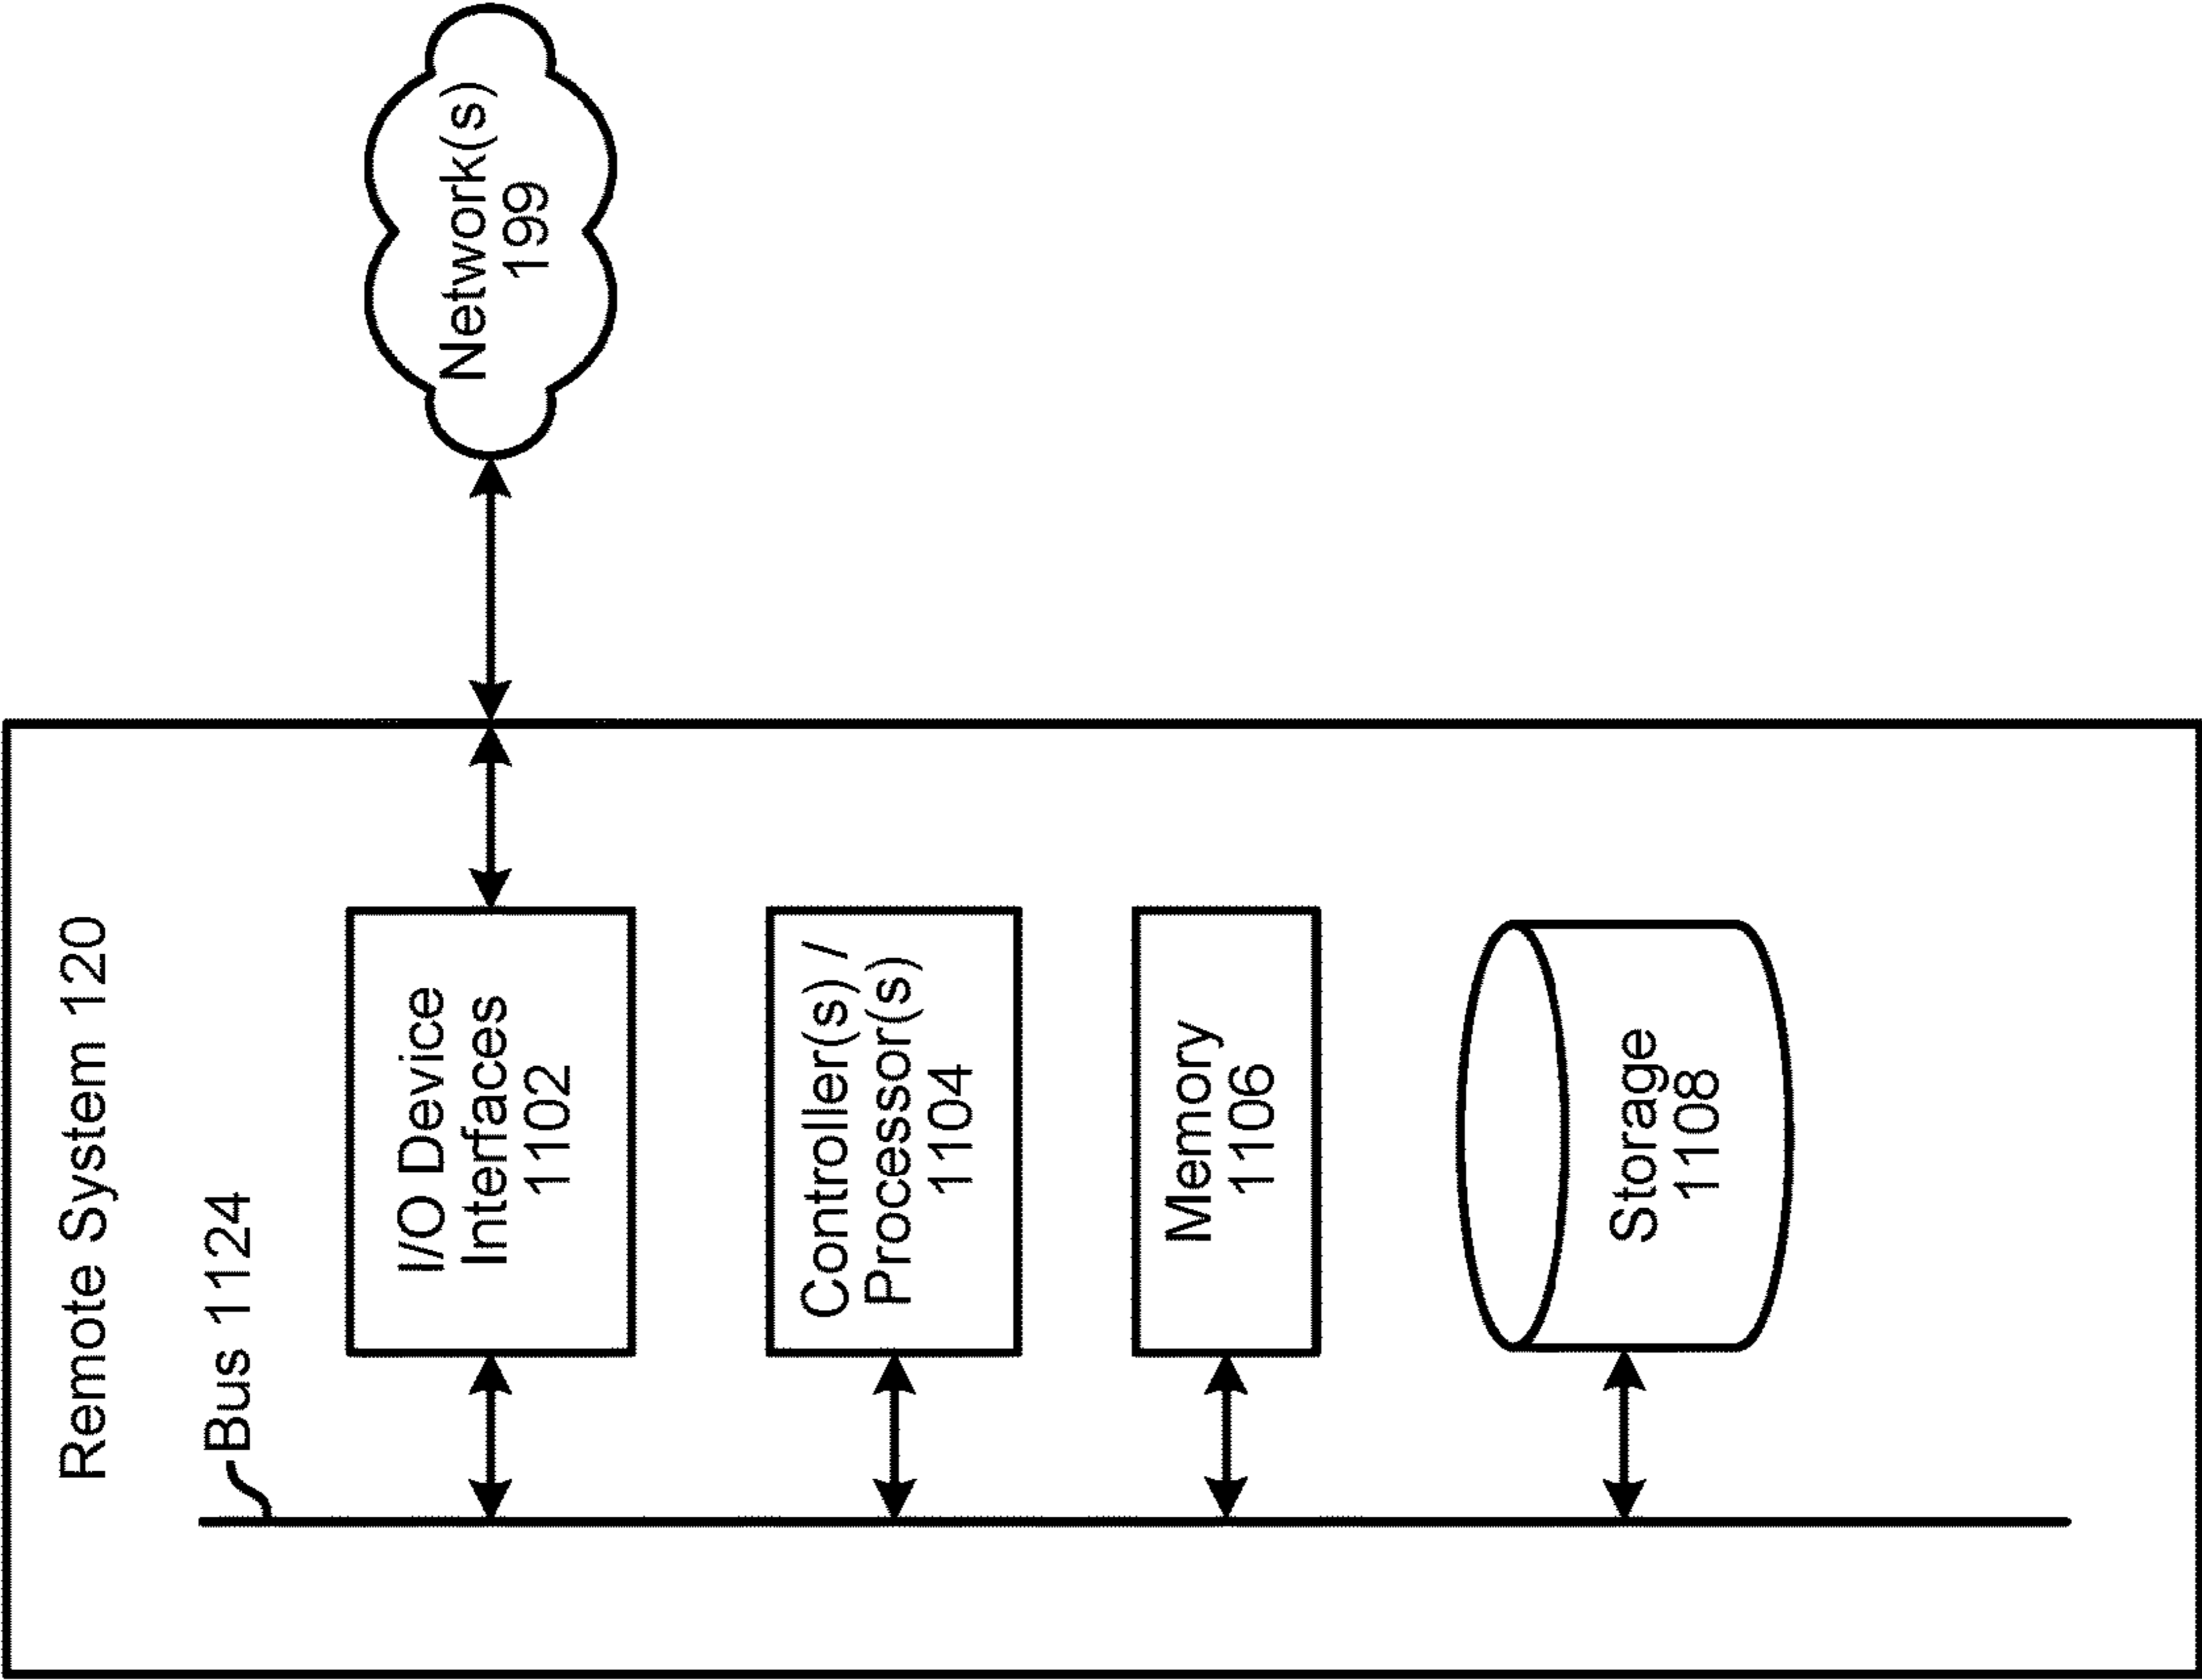 Remote System 120
Bus 1124
I/O Device
Interfaces
1102
Network(s)
199
Controller(s) /
Processor(s)
1104
Memory
1106
Storage
1108